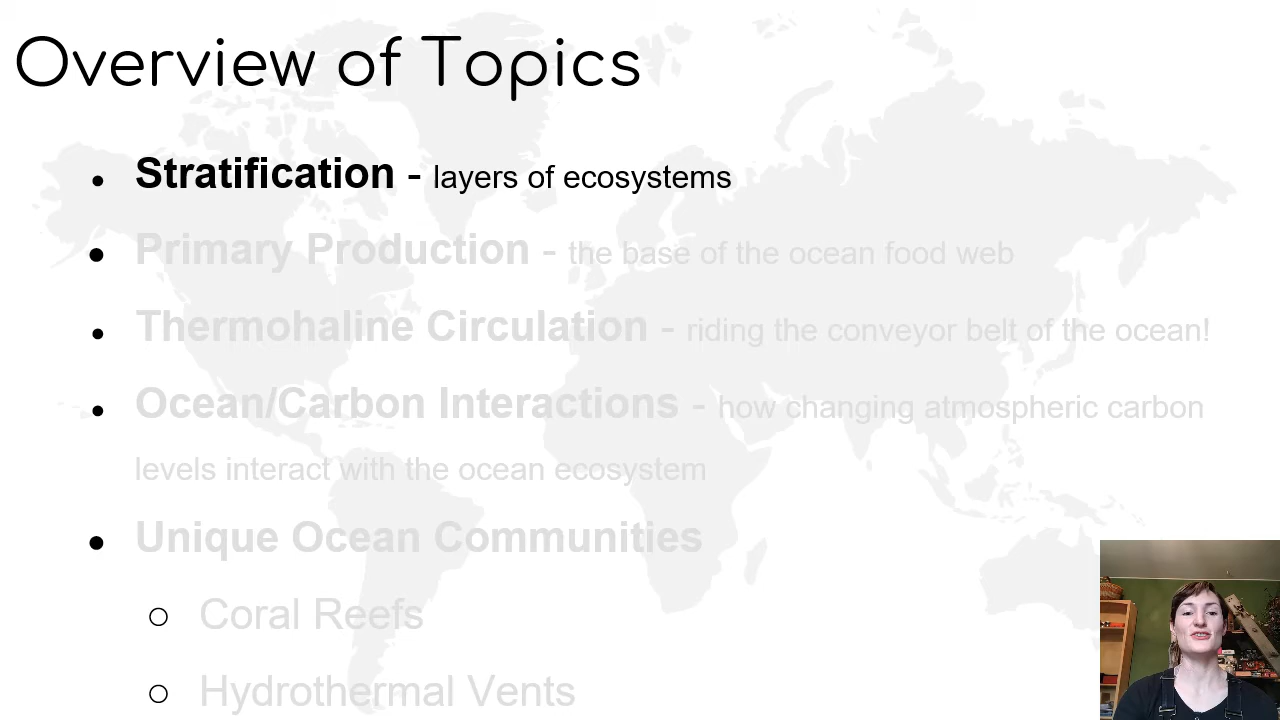 Overview of Topics
● Stratification - layers of ecosystems
● Primary Production - the base of the ocean food web
● Thermohaline Circulation - riding the conveyor belt of the ocean!
● Ocean/Carbon Interactions - how changing atmospheric carbon
levels interact with the ocean ecosystem
● Unique Ocean Communities
○ Coral Reefs
○ Hydrothermal Vents